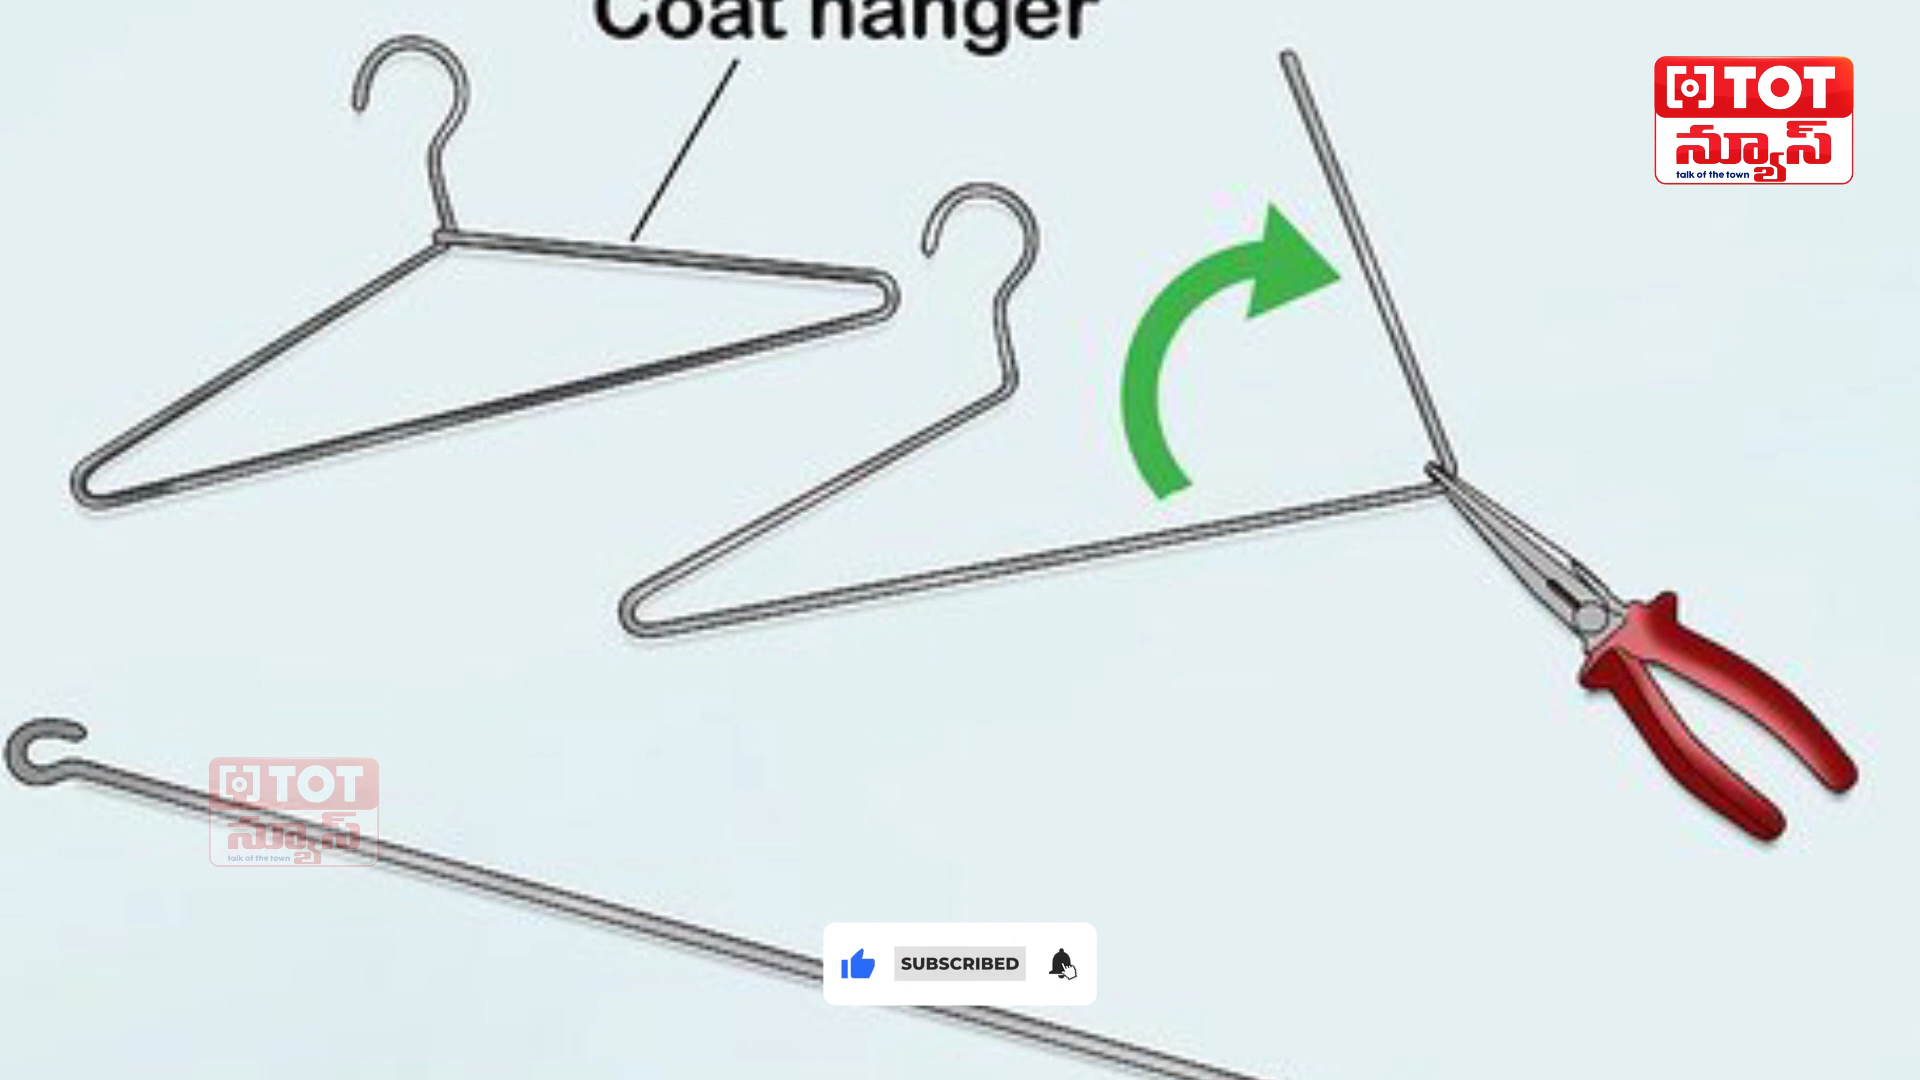 Coat hanger
TOT
న్యూస్
talk of the town
TOT
న్యూస్
talk of the town
SUBSCRIBED